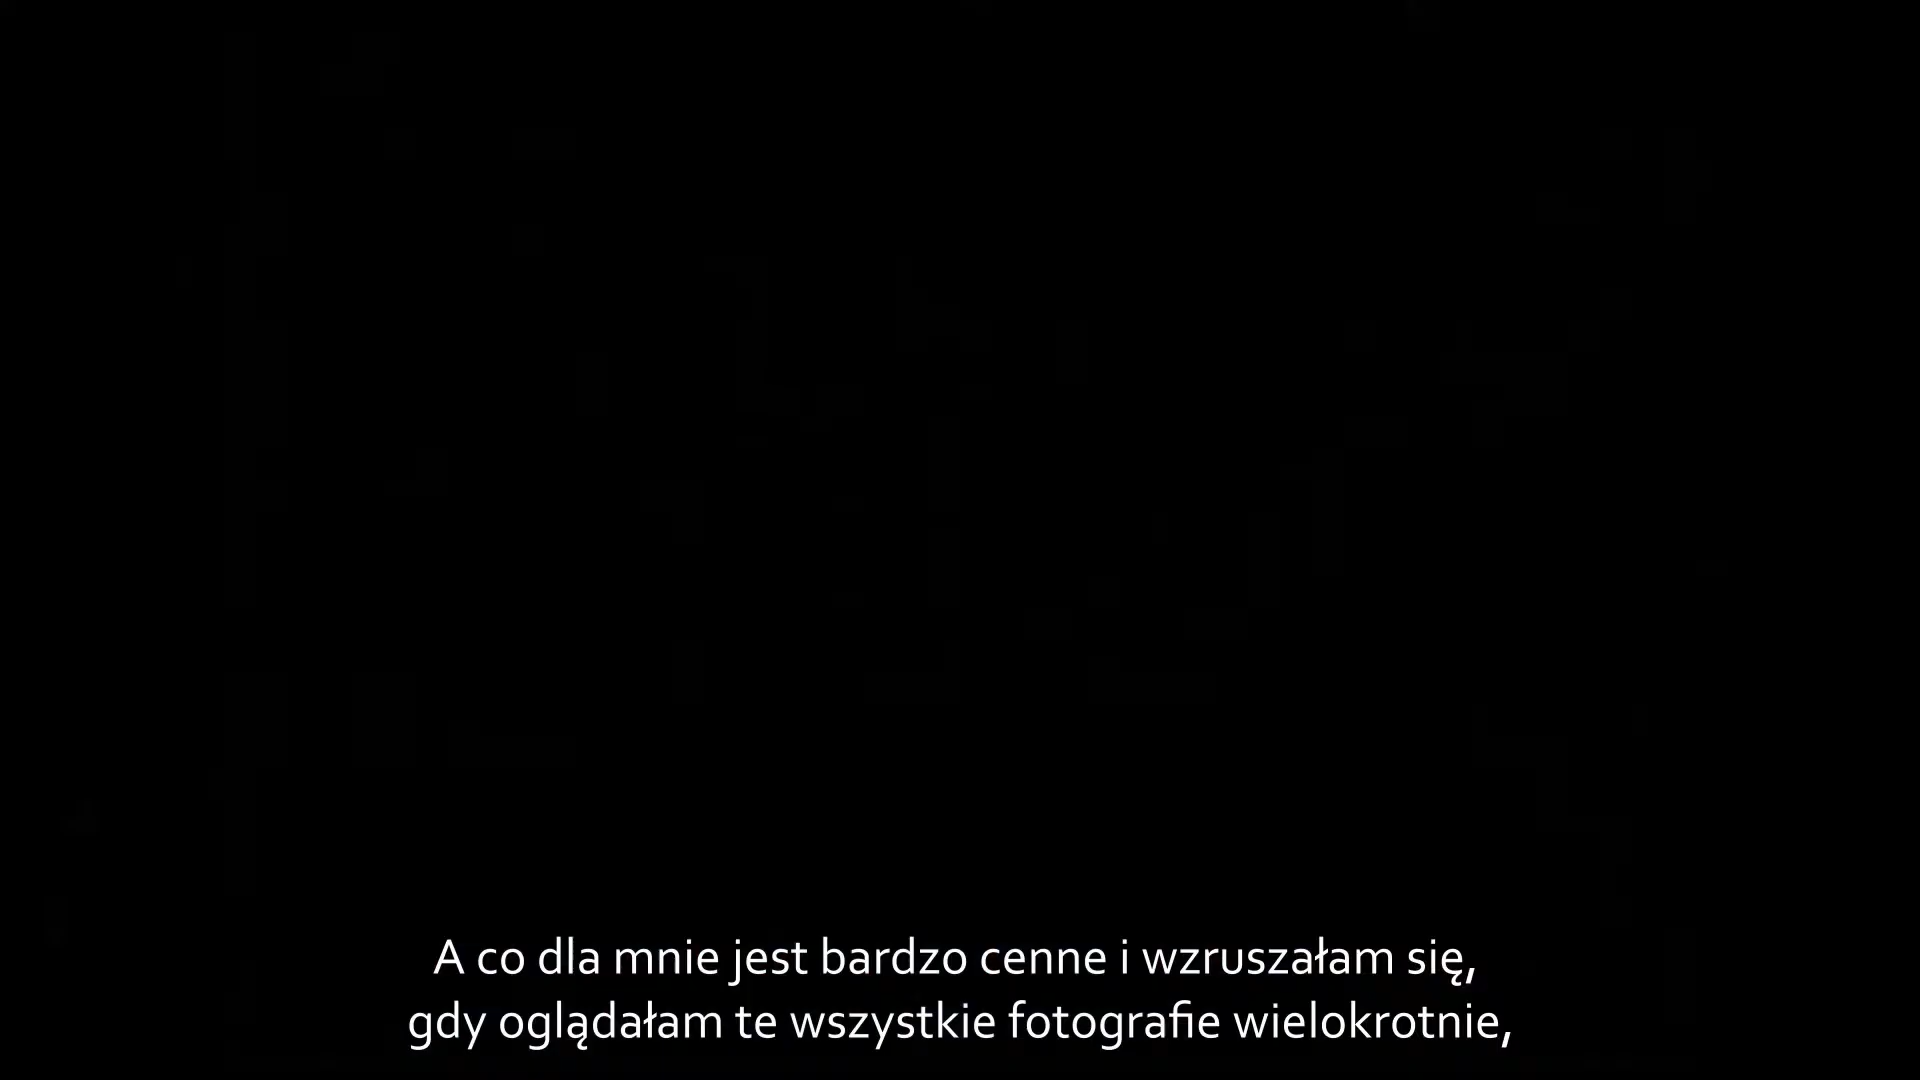 A co dla mnie jest bardzo cenne i wzruszałam się,
gdy oglądałam te wszystkie fotografie wielokrotnie,